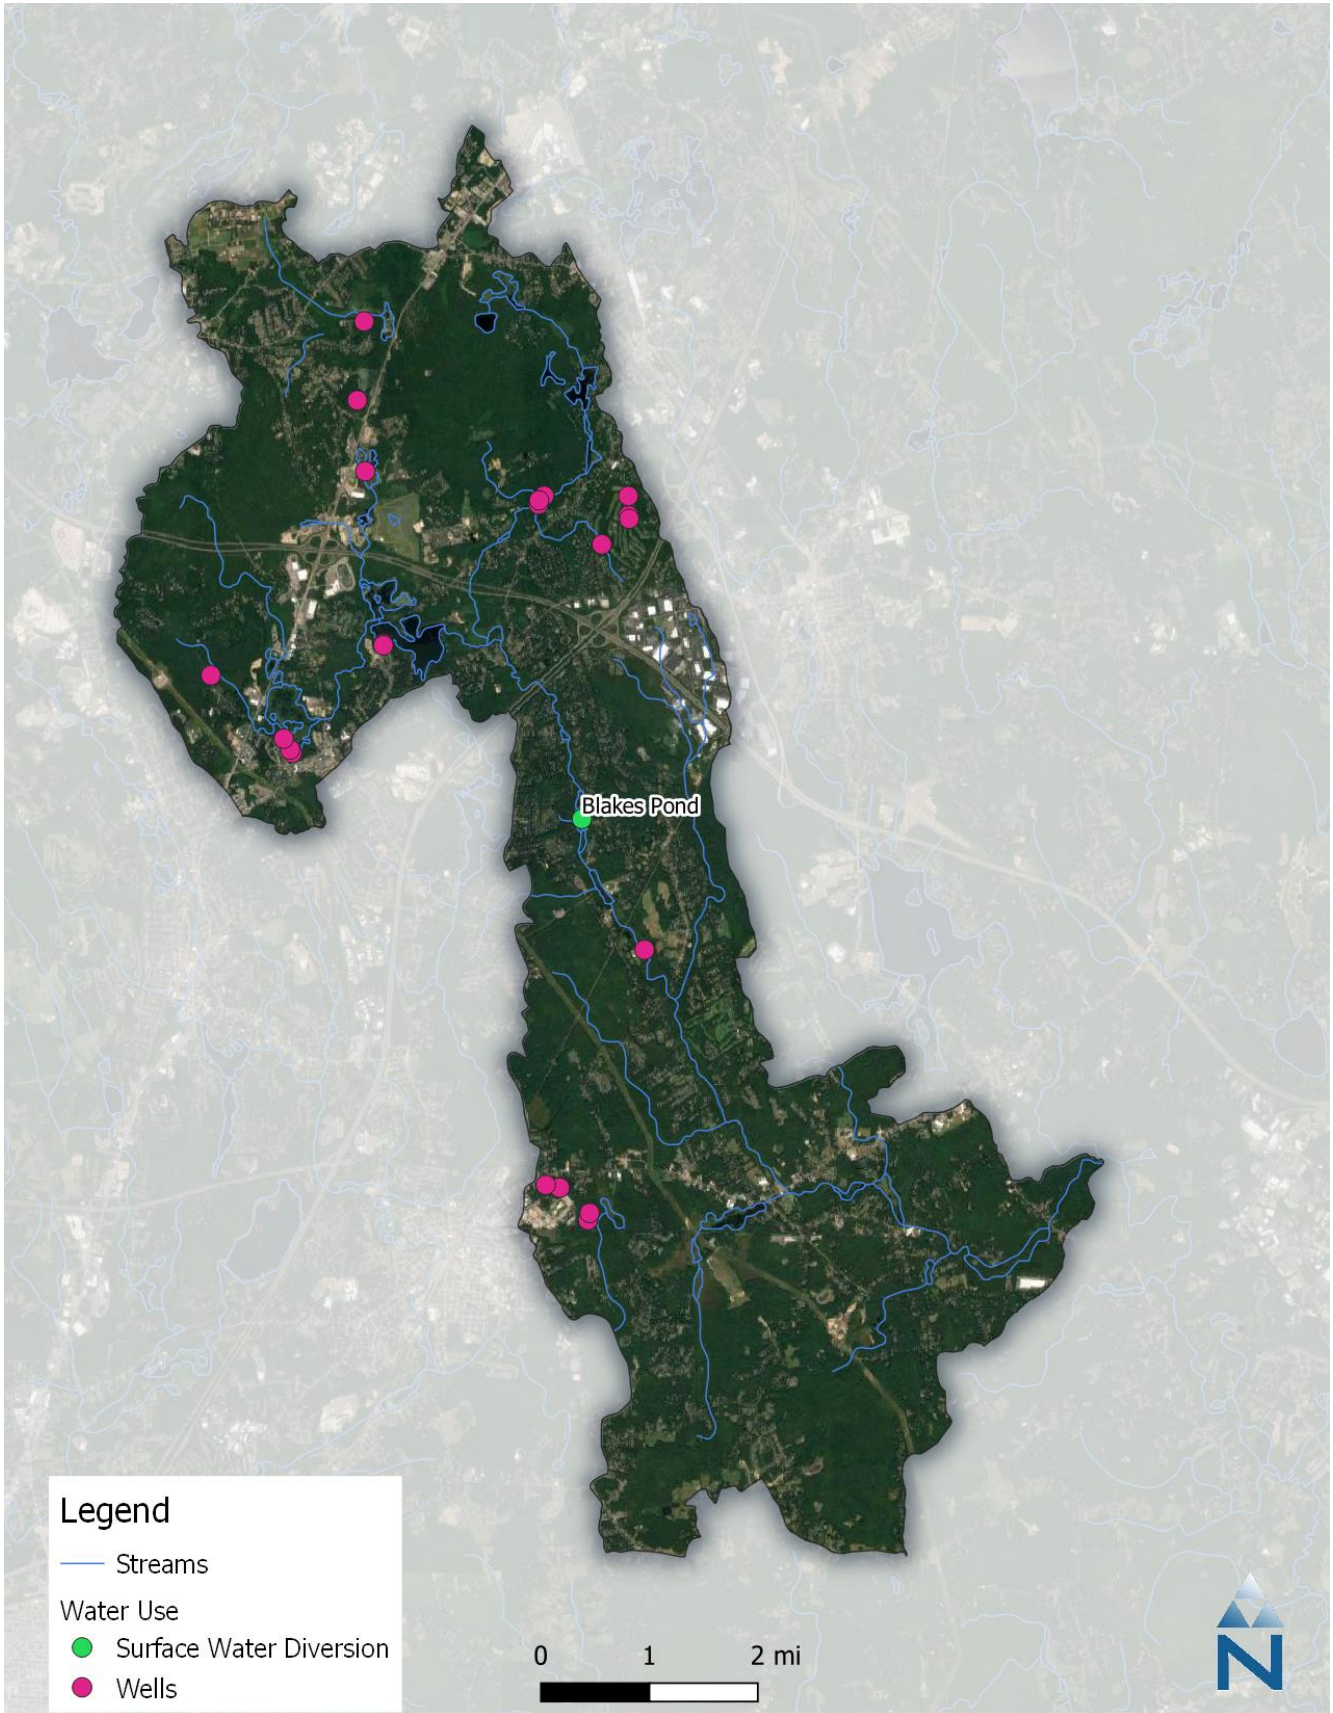 Blakes Pond
Legend
Streams
Water Use
Surface Water Diversion
Wells
0 1 2 mi
N